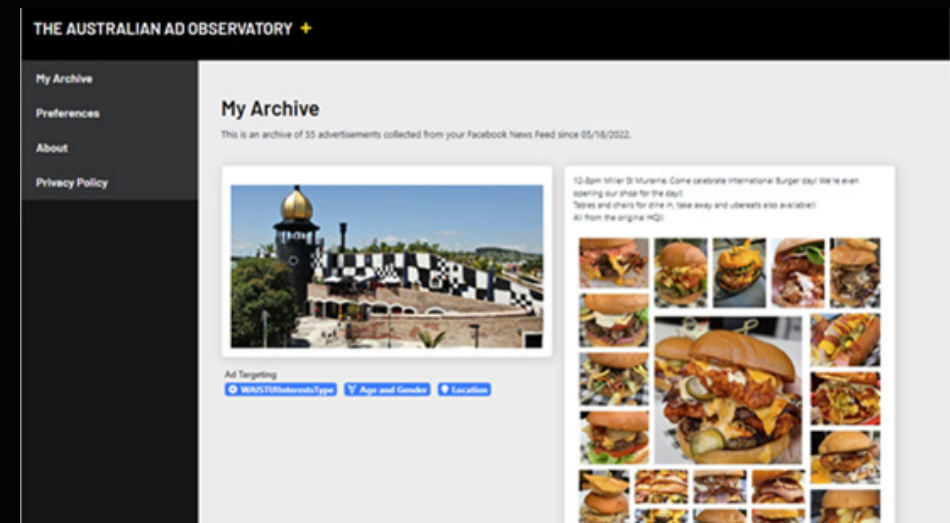 THE AUSTRALIAN AD OBSERVATORY +
My Archive
Preferences
About
Privacy Policy
My Archive
This is an archive of 55 advertisements collected from your Facebook News Feed since 05/18/2022.
Ad Targeting
WAISTUIInterestsType
Age and Gender
Location
12-8pm Miller St Murarrie. Come celebrate International Burger day! We're even
opening our shop for the day!!
Tables and chairs for dine in, take away and ubereats also available!!
All from the original HQ!!